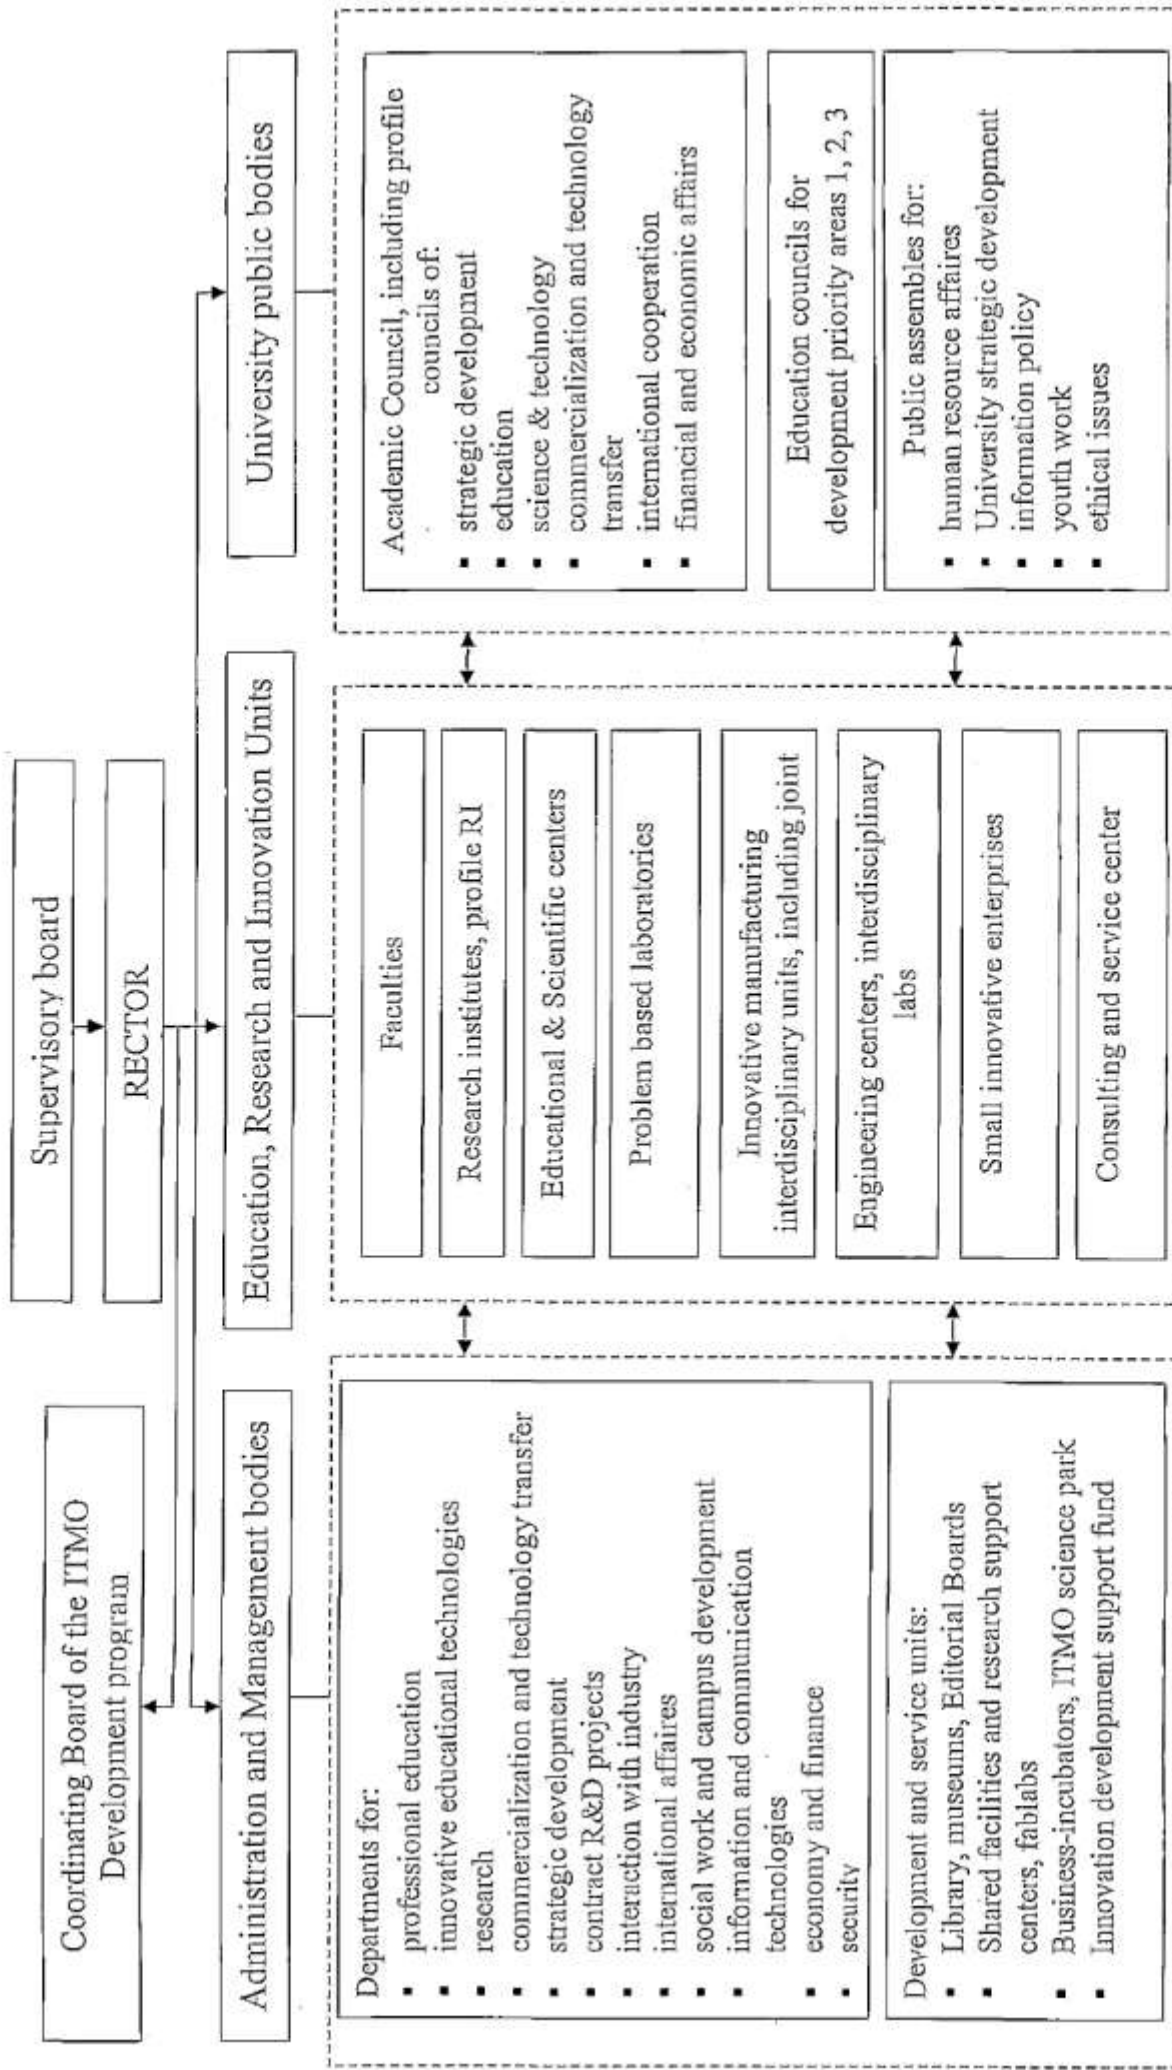 Supervisory board
Coordinating Board of the ITMO
Development program
RECTOR
Administration and Management bodies
Education, Research and Innovation Units
University public bodies
Departments for:
▪ professional education
▪ innovative educational technologies
▪ research
▪ commercialization and technology transfer
▪ strategic development
▪ contract R&D projects
▪ interaction with industry
▪ international affaires
▪ social work and campus development
▪ information and communication
technologies
▪ economy and finance
▪ security
Development and service units:
▪ Library, museums, Editorial Boards
▪ Shared facilities and research support
centers, fablabs
▪ Business-incubators, ITMO science park
▪ Innovation development support fund
Faculties
Research institutes, profile RI
Educational & Scientific centers
Problem based laboratories
Innovative manufacturing
interdisciplinary units, including joint
Engineering centers, interdisciplinary
labs
Small innovative enterprises
Consulting and service center
Academic Council, including profile
councils of:
▪ strategic development
▪ education
▪ science & technology
▪ commercialization and technology
transfer
▪ international cooperation
▪ financial and economic affairs
Education councils for
development priority areas 1, 2, 3
Public assembles for:
▪ human resource affaires
▪ University strategic development
▪ information policy
▪ youth work
▪ ethical issues